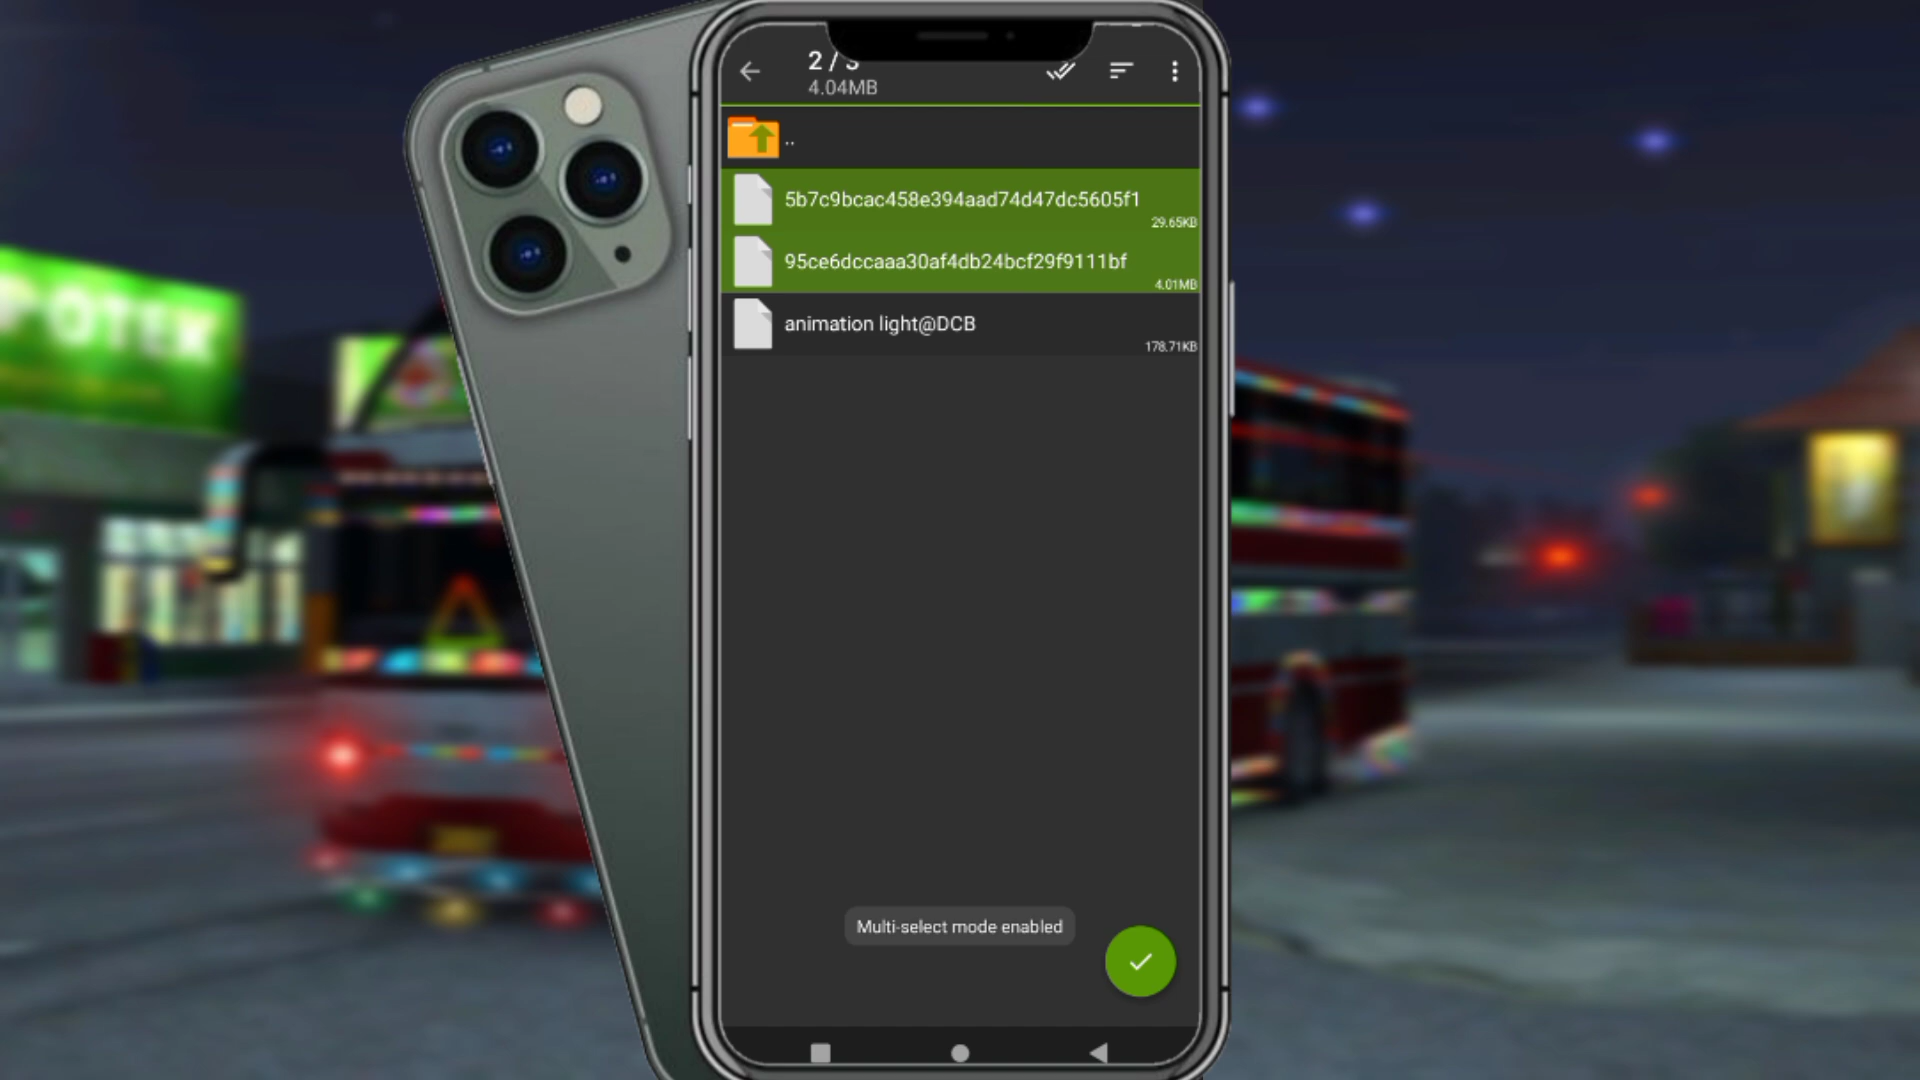 2 / 3
4.04MB
..
5b7c9bcac458e394aad74d47dc5605f1
29.65KB
95ce6dccaaa30af4db24bcf29f9111bf
4.01MB
animation light@DCB
178.71KB
Multi-select mode enabled
OTEK